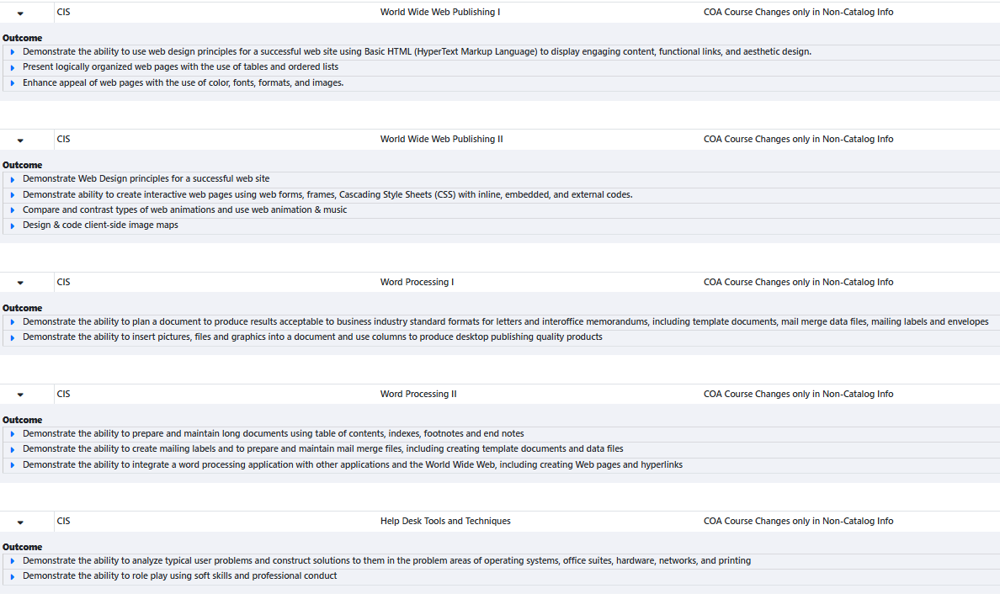 CIS World Wide Web Publishing I COA Course Changes only in Non-Catalog Info
Outcome
Demonstrate the ability to use web design principles for a successful web site using Basic HTML (HyperText Markup Language) to display engaging content, functional links, and aesthetic design.
Present logically organized web pages with the use of tables and ordered lists
Enhance appeal of web pages with the use of color, fonts, formats, and images.
CIS World Wide Web Publishing II COA Course Changes only in Non-Catalog Info
Outcome
Demonstrate Web Design principles for a successful web site
Demonstrate ability to create interactive web pages using web forms, frames, Cascading Style Sheets (CSS) with inline, embedded, and external codes.
Compare and contrast types of web animations and use web animation & music
Design & code client-side image maps
CIS Word Processing I COA Course Changes only in Non-Catalog Info
Outcome
Demonstrate the ability to plan a document to produce results acceptable to business industry standard formats for letters and interoffice memorandums, including template documents, mail merge data files, mailing labels and envelopes
Demonstrate the ability to insert pictures, files and graphics into a document and use columns to produce desktop publishing quality products
CIS Word Processing II COA Course Changes only in Non-Catalog Info
Outcome
Demonstrate the ability to prepare and maintain long documents using table of contents, indexes, footnotes and end notes
Demonstrate the ability to create mailing labels and to prepare and maintain mail merge files, including creating template documents and data files
Demonstrate the ability to integrate a word processing application with other applications and the World Wide Web, including creating Web pages and hyperlinks
CIS Help Desk Tools and Techniques COA Course Changes only in Non-Catalog Info
Outcome
Demonstrate the ability to analyze typical user problems and construct solutions to them in the problem areas of operating systems, office suites, hardware, networks, and printing
Demonstrate the ability to role play using soft skills and professional conduct